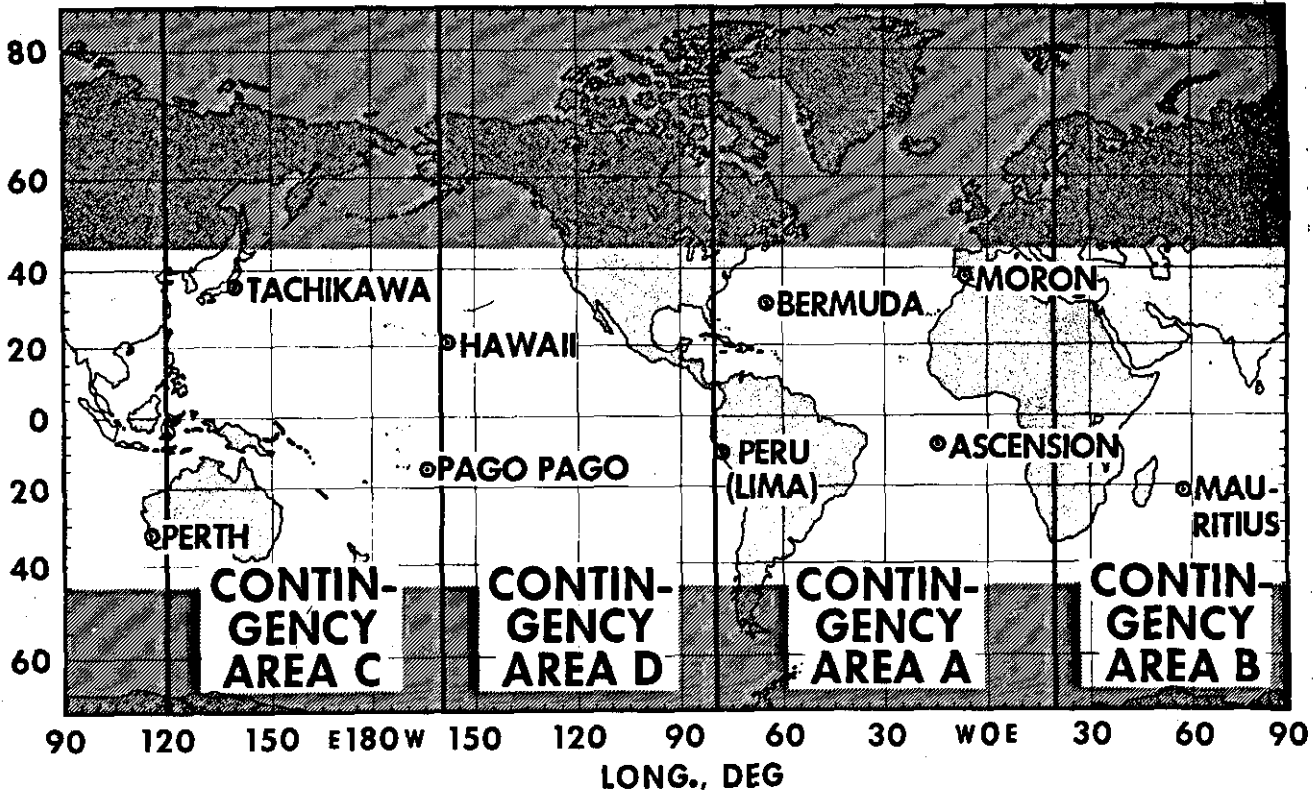 80
60
40
20
0
20
40
60
TACHIKAWA
MORON
BERMUDA
HAWAII
PERU
(LIMA)
ASCENSION
PAGO PAGO
MAU-
RITIUS
PERTH
CONTIN-
GENCY
AREA C
CONTIN-
GENCY
AREA D
CONTIN-
GENCY
AREA A
CONTIN-
GENCY
AREA B
90 120 150 E 180 W 150 120 90 60 30 W 0 E 30 60 90
LONG., DEG